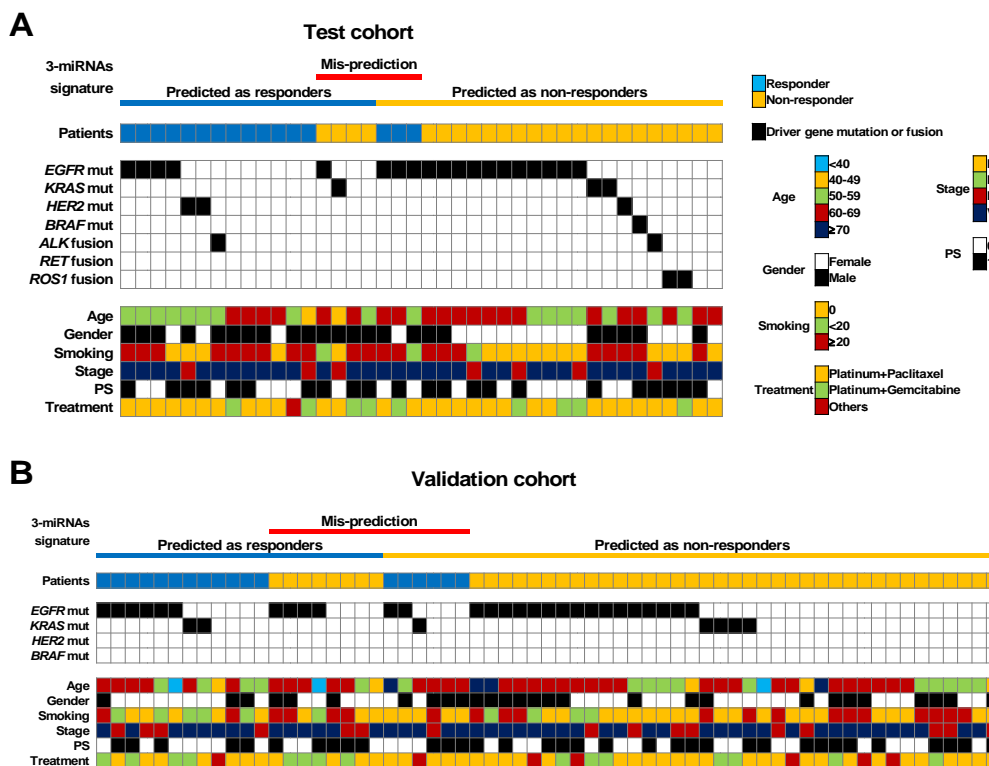 A
Test cohort
3-miRNAs
signature
Mis-prediction
Predicted as responders
Predicted as non-responders
Patients
EGFR mut
KRAS mut
HER2 mut
BRAF mut
ALK fusion
RET fusion
ROS1 fusion
Age
Gender
Smoking
Stage
PS
Treatment
Responder
Non-responder
Driver gene mutation or fusion
Age
<40
40-49
50-59
60-69
≥70
Stage
Gender
Female
Male
PS
Smoking
0
<20
≥20
Treatment
Platinum+Paclitaxel
Platinum+Gemcitabine
Others
B
Validation cohort
3-miRNAs
signature
Mis-prediction
Predicted as responders
Predicted as non-responders
Patients
EGFR mut
KRAS mut
HER2 mut
BRAF mut
Age
Gender
Smoking
Stage
PS
Treatment